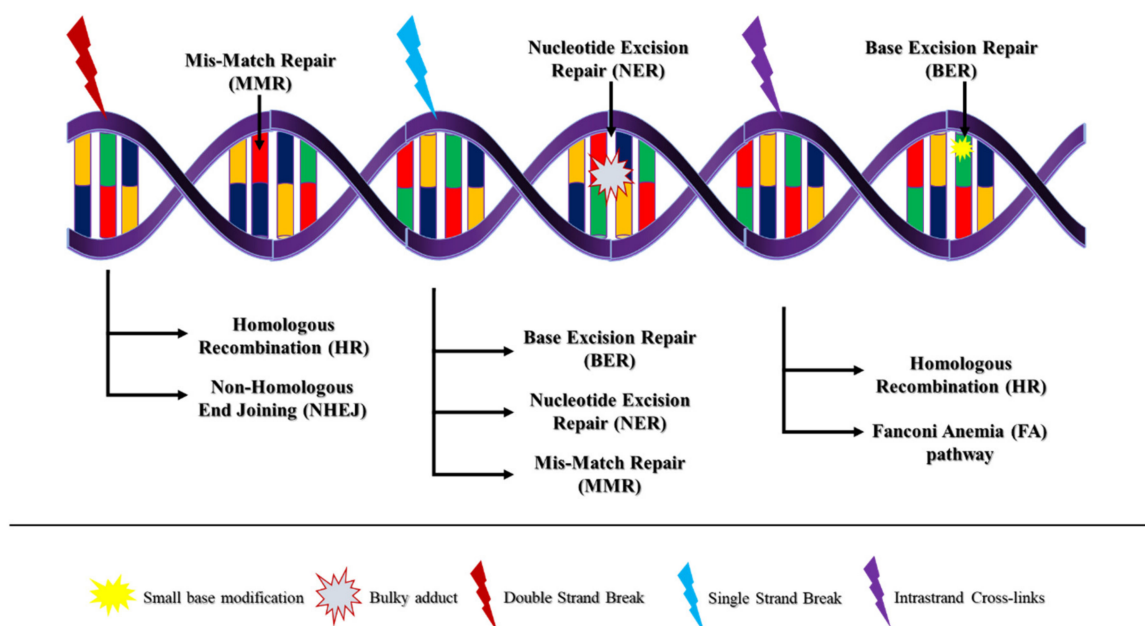 Mis-Match Repair
(MMR)
Nucleotide Excision
Repair (NER)
Base Excision Repair
(BER)
Homologous
Recombination (HR)
Non-Homologous
End Joining (NHEJ)
Base Excision Repair
(BER)
Nucleotide Excision
Repair (NER)
Mis-Match Repair
(MMR)
Homologous
Recombination (HR)
Fanconi Anemia (FA)
pathway
Small base modification
Bulky adduct
Double Strand Break
Single Strand Break
Intrastrand Cross-links